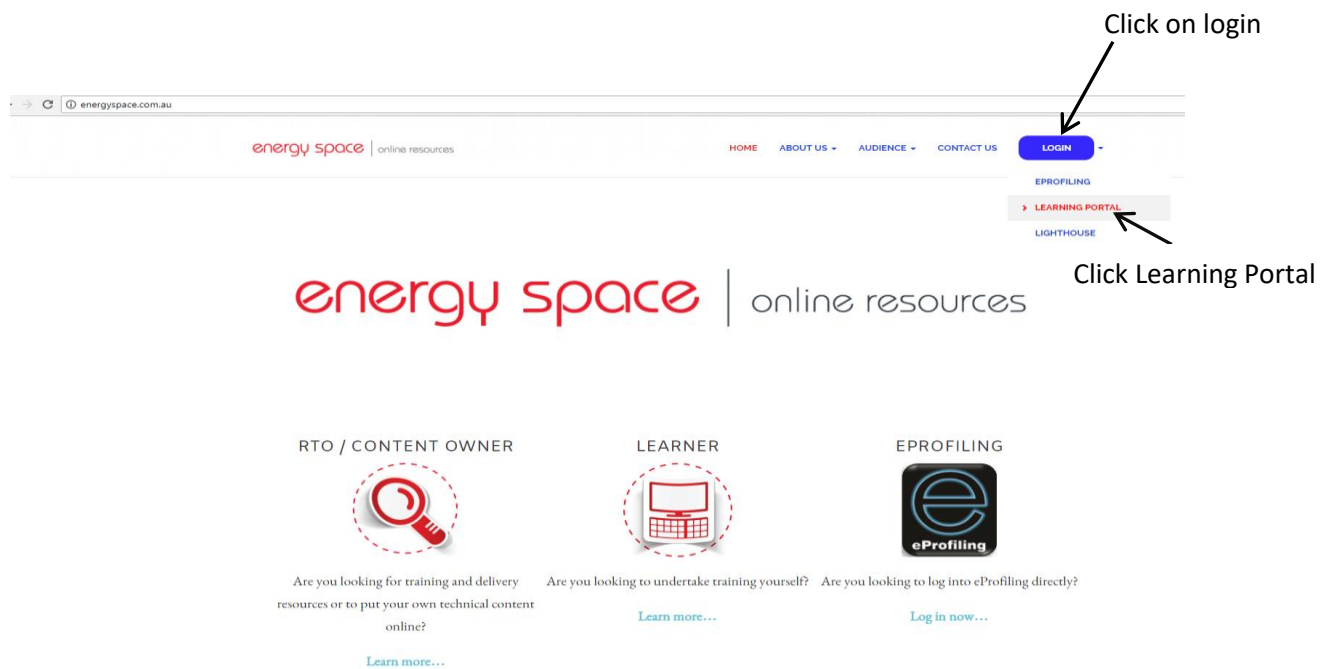 Click on login
energyspace.com.au
energy space | online resources
HOME ABOUT US AUDIENCE CONTACT US LOGIN
EPROFILING
LEARNING PORTAL
LIGHTHOUSE
Click Learning Portal
energy space | online resources
RTO / CONTENT OWNER
Are you looking for training and delivery
resources or to put your own technical content
online?
Learn more...
LEARNER
Are you looking to undertake training yourself?
Learn more...
EPROFILING
e
eProfiling
Are you looking to log into eProfiling directly?
Log in now...